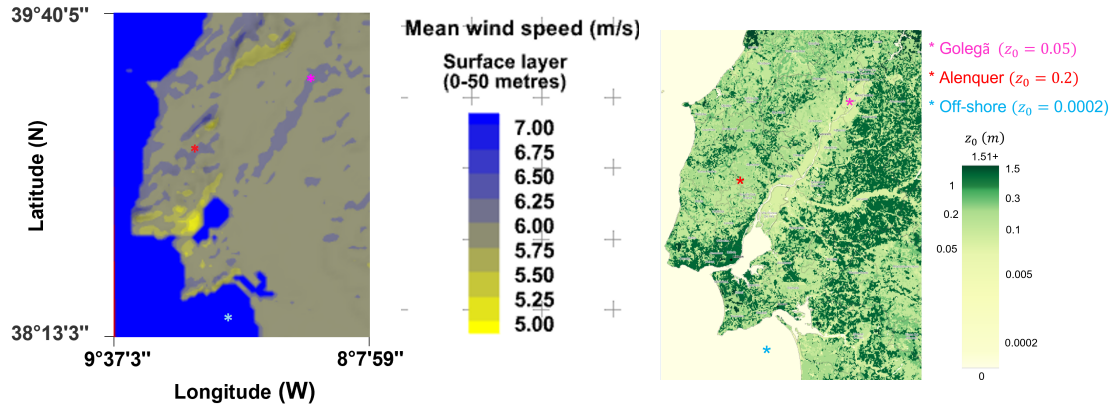 39°40'5"
Latitude (N)
38°13'3"
9°37'3"
8°7'59"
Longitude (W)
Mean wind speed (m/s)
Surface layer
(0-50 metres)
7.00
6.75
6.50
6.25
6.00
5.75
5.50
5.25
5.00
* Golegã (z₀ = 0.05)
* Alenquer (z₀ = 0.2)
* Off-shore (z₀ = 0.0002)
z₀ (m)
1.51+
1.5
1
0.3
0.2
0.1
0.05
0.005
0.0002
0